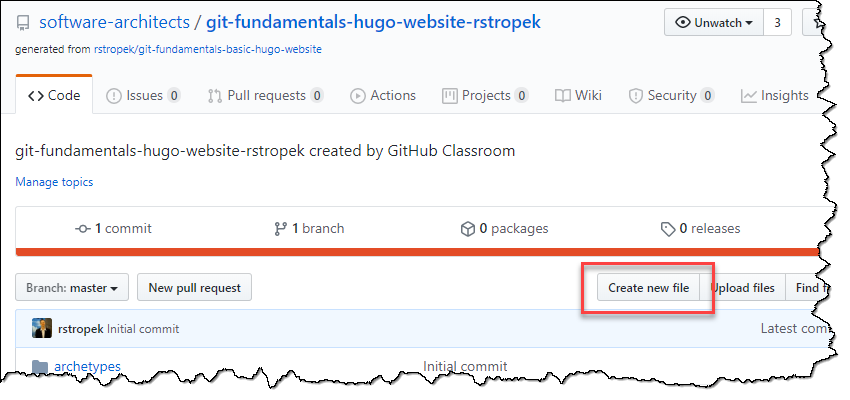 software-architects / git-fundamentals-hugo-website-rstropek
Unwatch 3
generated from rstropek/git-fundamentals-basic-hugo-website
Code Issues 0 Pull requests 0 Actions Projects 0 Wiki Security 0 Insights
git-fundamentals-hugo-website-rstropek created by GitHub Classroom
Manage topics
1 commit 1 branch 0 packages 0 releases
Branch: master New pull request Create new file Upload files Find
rstropek Initial commit Latest
archetypes Initial commit